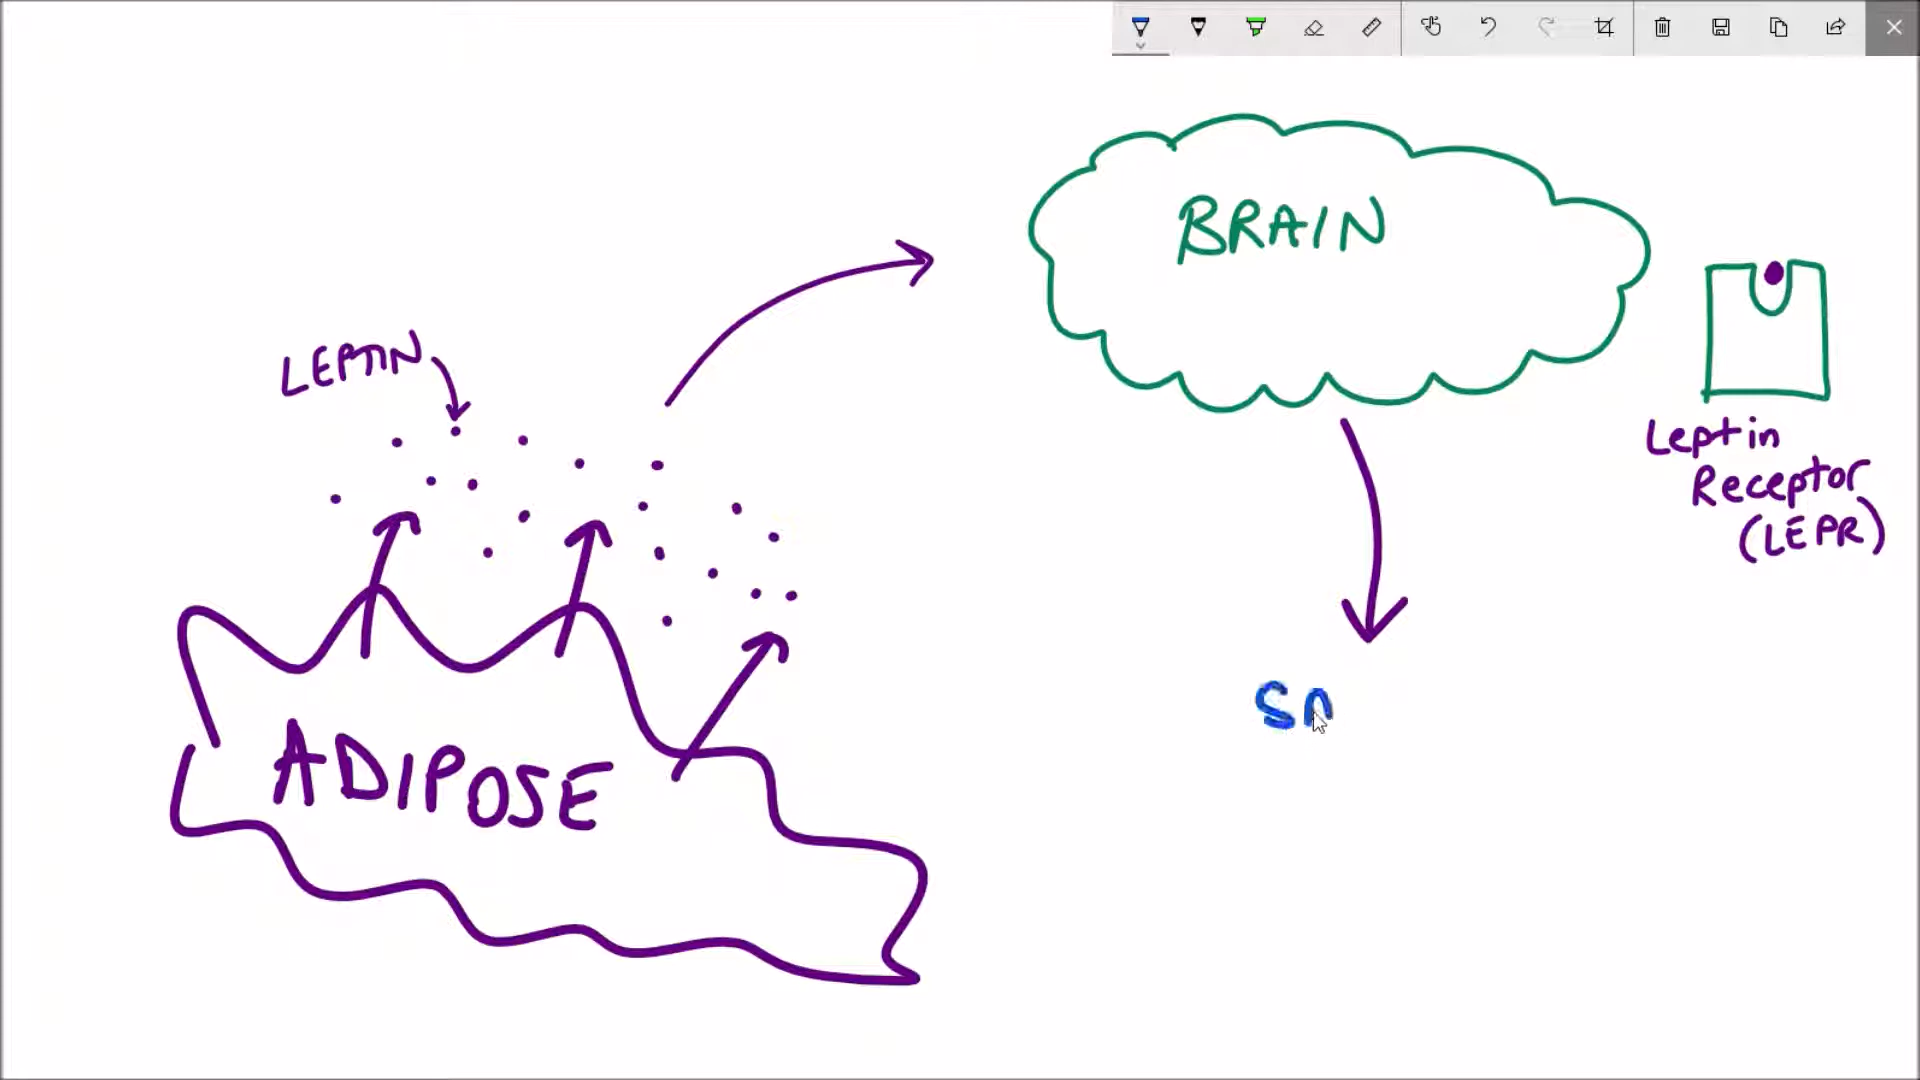 BRAIN
LEPTIN
Leptin
Receptor
(LEPR)
ADIPOSE